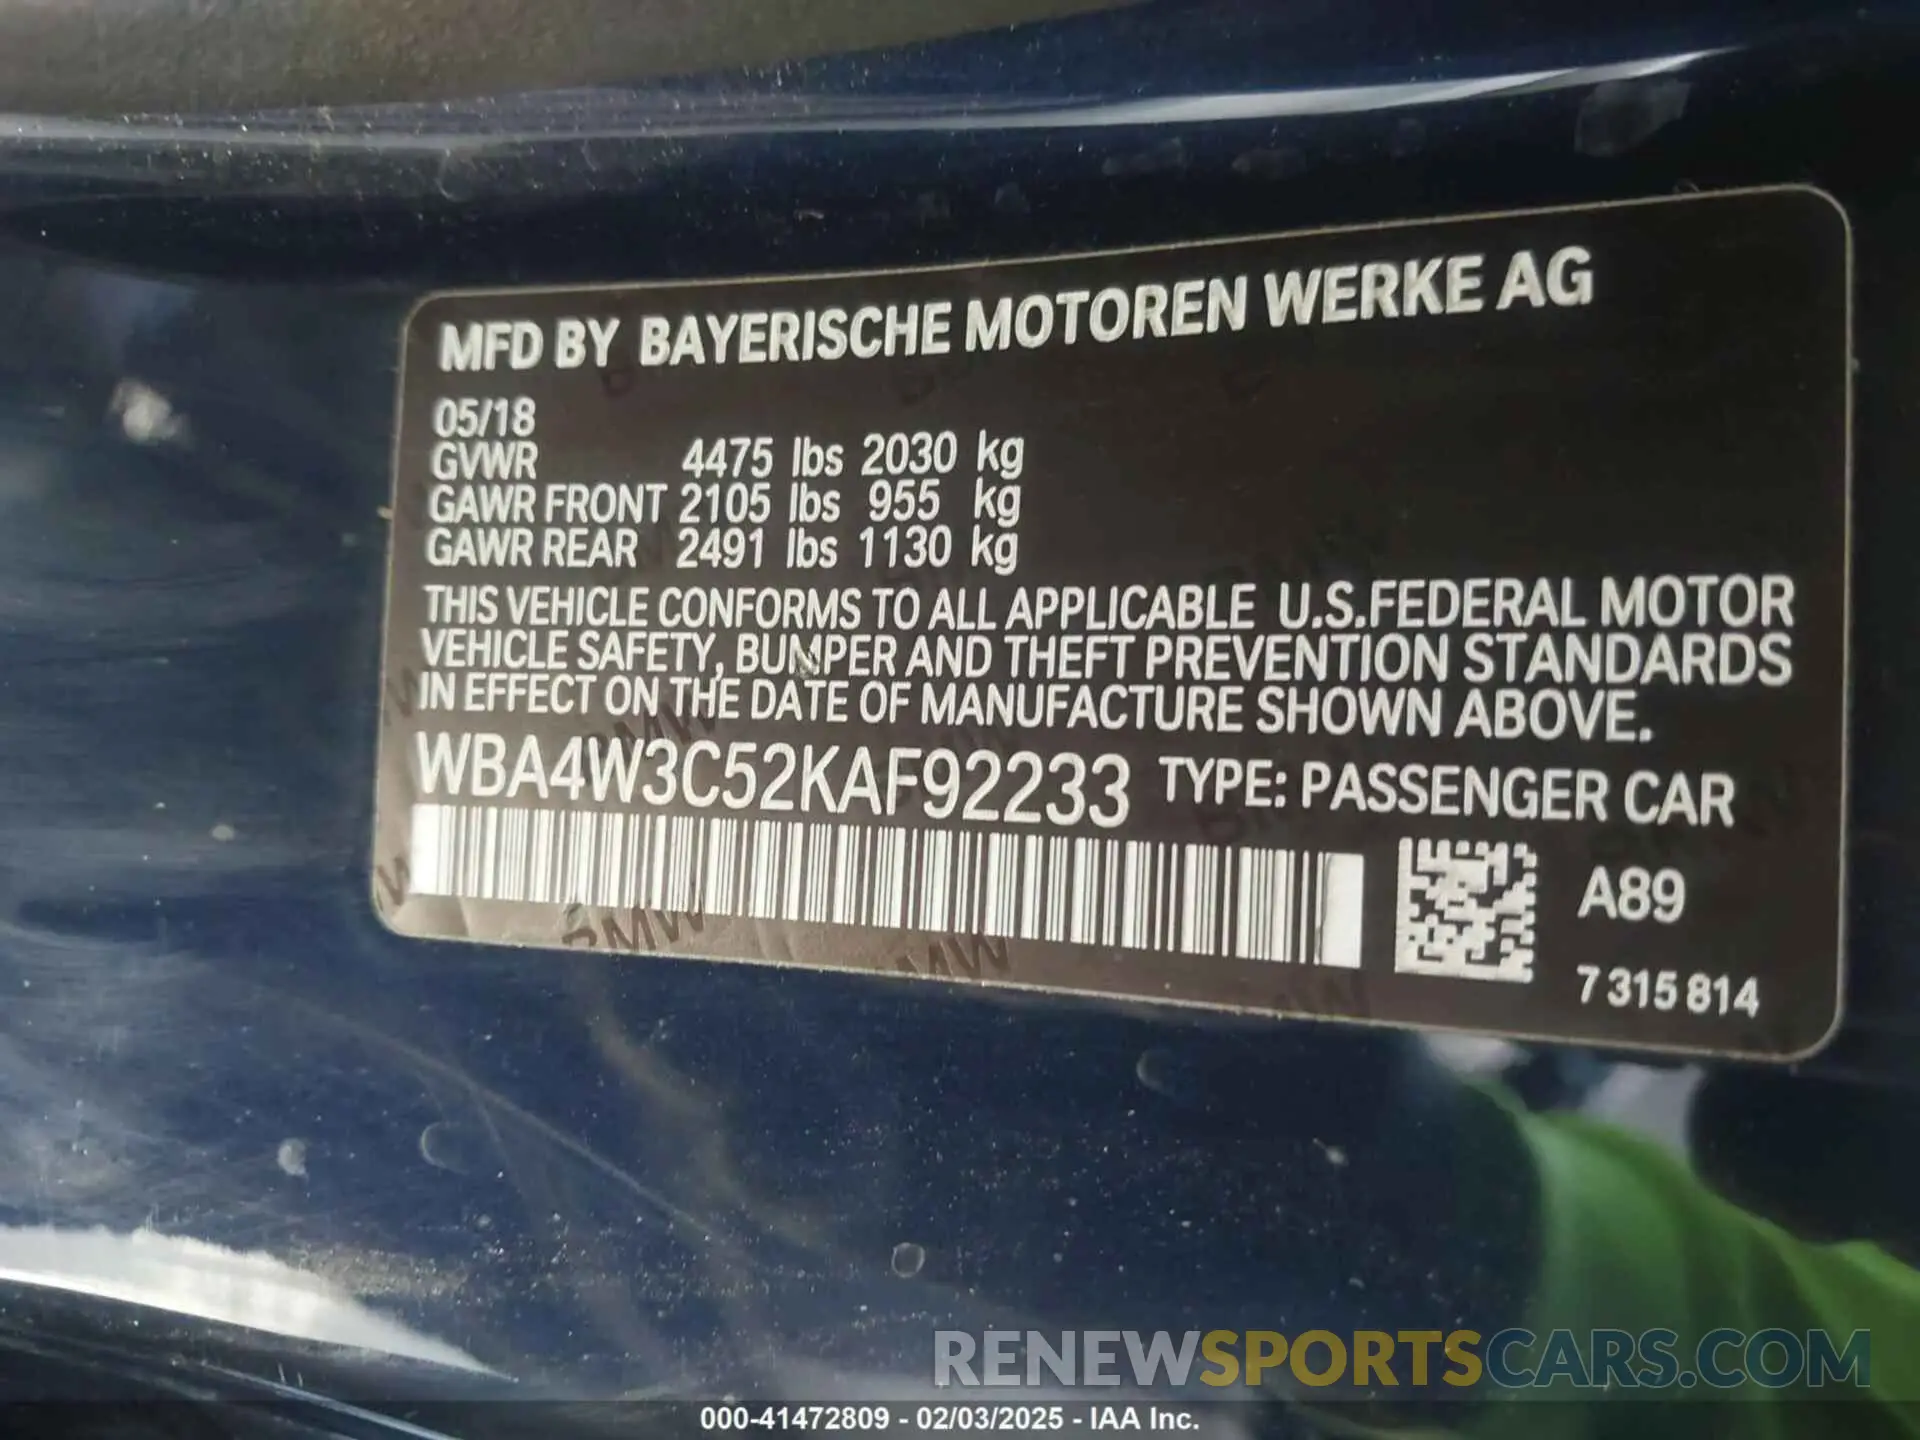 MFD BY BAYERISCHE MOTOREN WERKE AG
05/18
GVWR 4475 lbs 2030 kg
GAWR FRONT 2105 lbs 955 kg
GAWR REAR 2491 lbs 1130 kg
THIS VEHICLE CONFORMS TO ALL APPLICABLE U.S.FEDERAL MOTOR
VEHICLE SAFETY, BUMPER AND THEFT PREVENTION STANDARDS
IN EFFECT ON THE DATE OF MANUFACTURE SHOWN ABOVE.
WBA4W3C52KAF92233 TYPE: PASSENGER CAR
A89
7 315 814
BMW
RENEWSPORTSCARS.COM
000-41472809 - 02/03/2025 - IAA Inc.